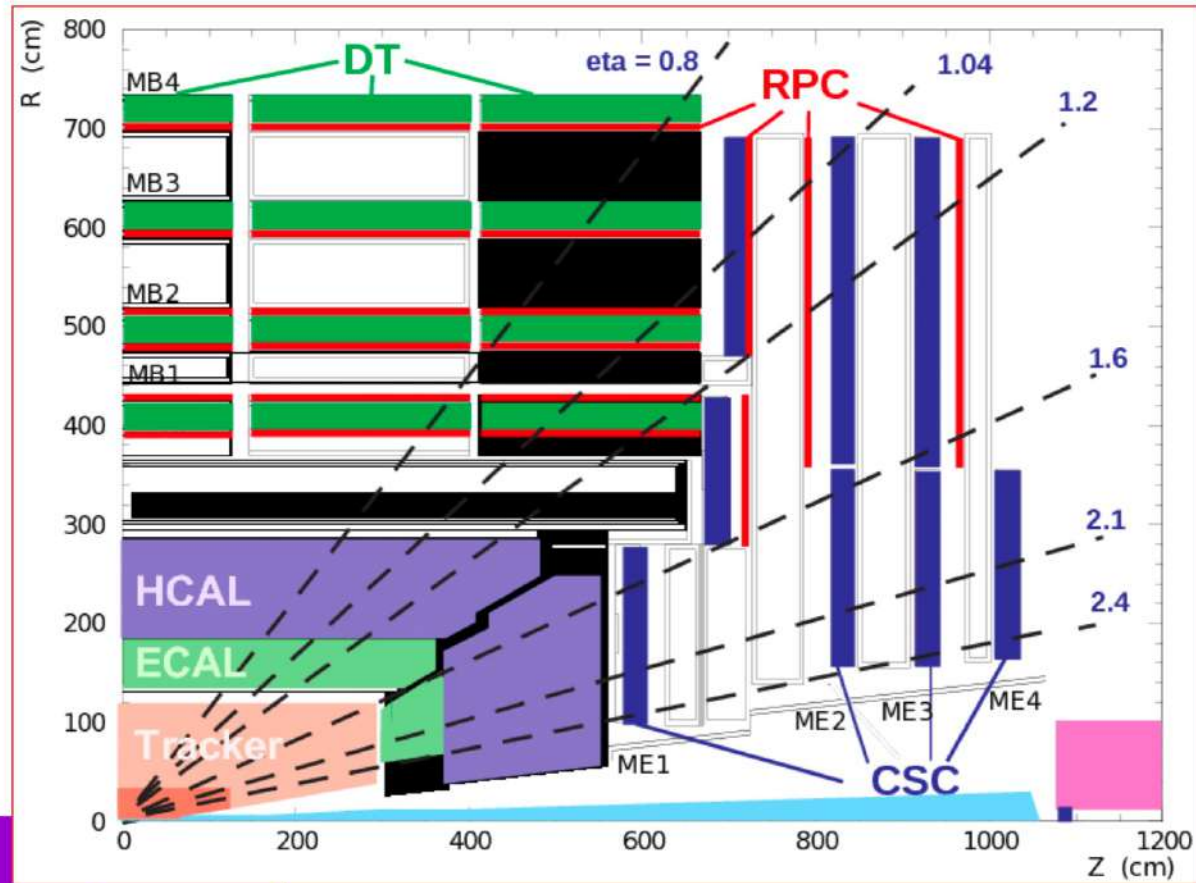 R (cm)
800
700
600
500
400
300
200
100
0
0
200
400
600
800
1000
1200
Z (cm)
DT
eta = 0.8
1.04
1.2
1.6
2.1
2.4
RPC
MB4
MB3
MB2
MB1
HCAL
ECAL
Tracker
ME1
ME2
ME3
ME4
CSC